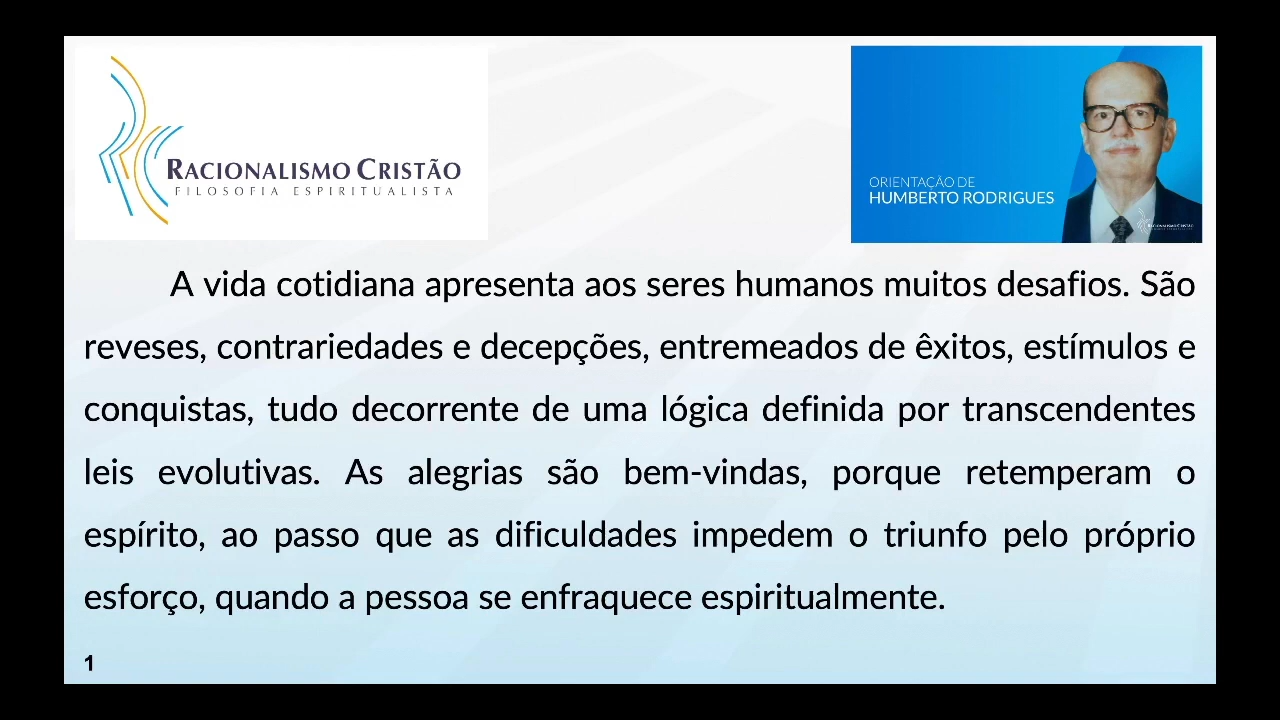 RACIONALISMO CRISTÃO
FILOSOFIA ESPIRITUALISTA
ORIENTAÇÃO DE
HUMBERTO RODRIGUES
RACIONALISMO CRISTÃO
A vida cotidiana apresenta aos seres humanos muitos desafios. São
reveses, contrariedades e decepções, entremeados de êxitos, estímulos e
conquistas, tudo decorrente de uma lógica definida por transcendentes
leis evolutivas. As alegrias são bem-vindas, porque retemperam o
espírito, ao passo que as dificuldades impedem o triunfo pelo próprio
esforço, quando a pessoa se enfraquece espiritualmente.
1